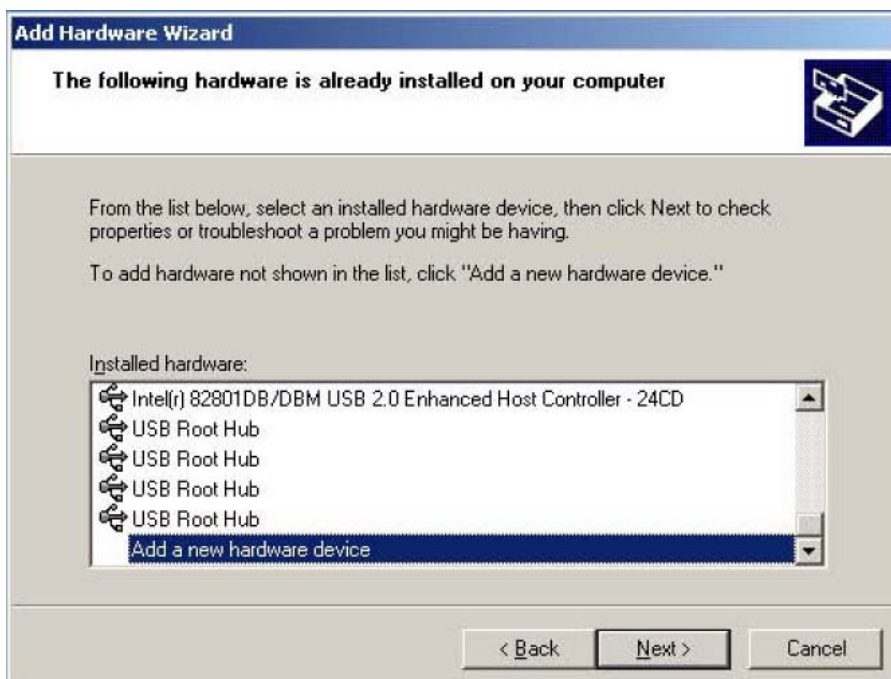 Add Hardware Wizard
The following hardware is already installed on your computer
From the list below, select an installed hardware device, then click Next to check
properties or troubleshoot a problem you might be having.
To add hardware not shown in the list, click "Add a new hardware device."
Installed hardware:
Intel(r) 82801DB/DBM USB 2.0 Enhanced Host Controller - 24CD
USB Root Hub
USB Root Hub
USB Root Hub
USB Root Hub
Add a new hardware device
< Back Next > Cancel